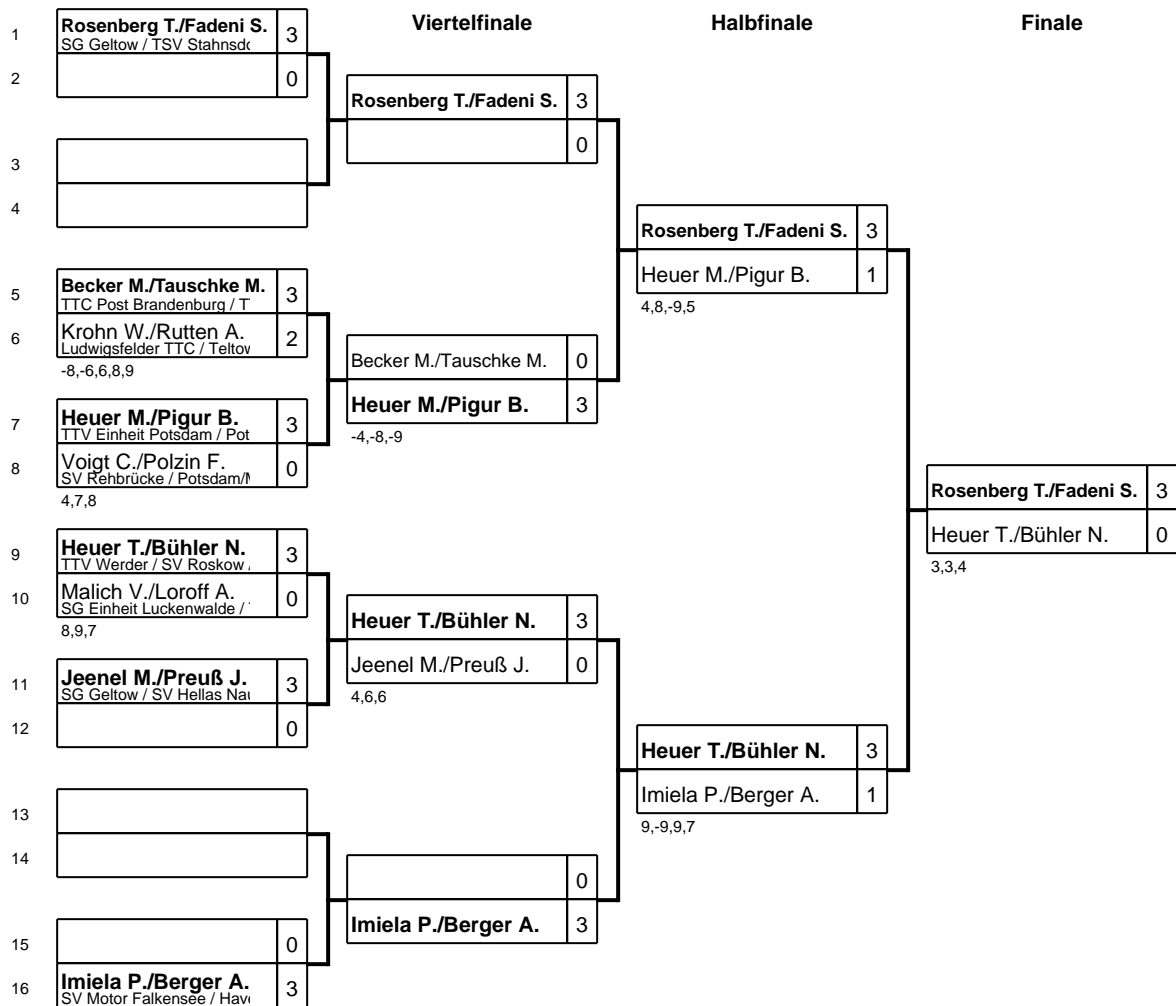 Viertelfinale
Halbfinale
Finale
1
Rosenberg T./Fadeni S. 3
SG Geltow / TSV
2
0
3
4
5
Becker M./Tauschke M. 3
TTC Post Brandenburg /
6
Krohn W./Rutten A. 2
Ludwigsfelder TTC /
-8,-6,6,8,9
7
Heuer M./Pigur B. 3
TTV Einheit Potsdam / Pot
8
Voigt C./Polzin F. 0
SV Rehbrücke /
4,7,8
9
Heuer T./Bühler N. 3
TTV Werder / SV Roskow
10
Malich V./Loroff A. 0
SG Einheit Luckenwalde /
8,9,7
11
Jeenel M./Preuß J. 3
SG Geltow / SV Hellas
12
0
13
14
15
0
16
Imiela P./Berger A. 3
SV Motor Falkensee /
Rosenberg T./Fadeni S. 3
0
Becker M./Tauschke M. 0
Heuer M./Pigur B. 3
-4,-8,-9
Heuer T./Bühler N. 3
Jeenel M./Preuß J. 0
4,6,6
0
Imiela P./Berger A. 3
Rosenberg T./Fadeni S. 3
Heuer M./Pigur B. 1
4,8,-9,5
Heuer T./Bühler N. 3
Imiela P./Berger A. 1
9,-9,9,7
Rosenberg T./Fadeni S. 3
Heuer T./Bühler N. 0
3,3,4